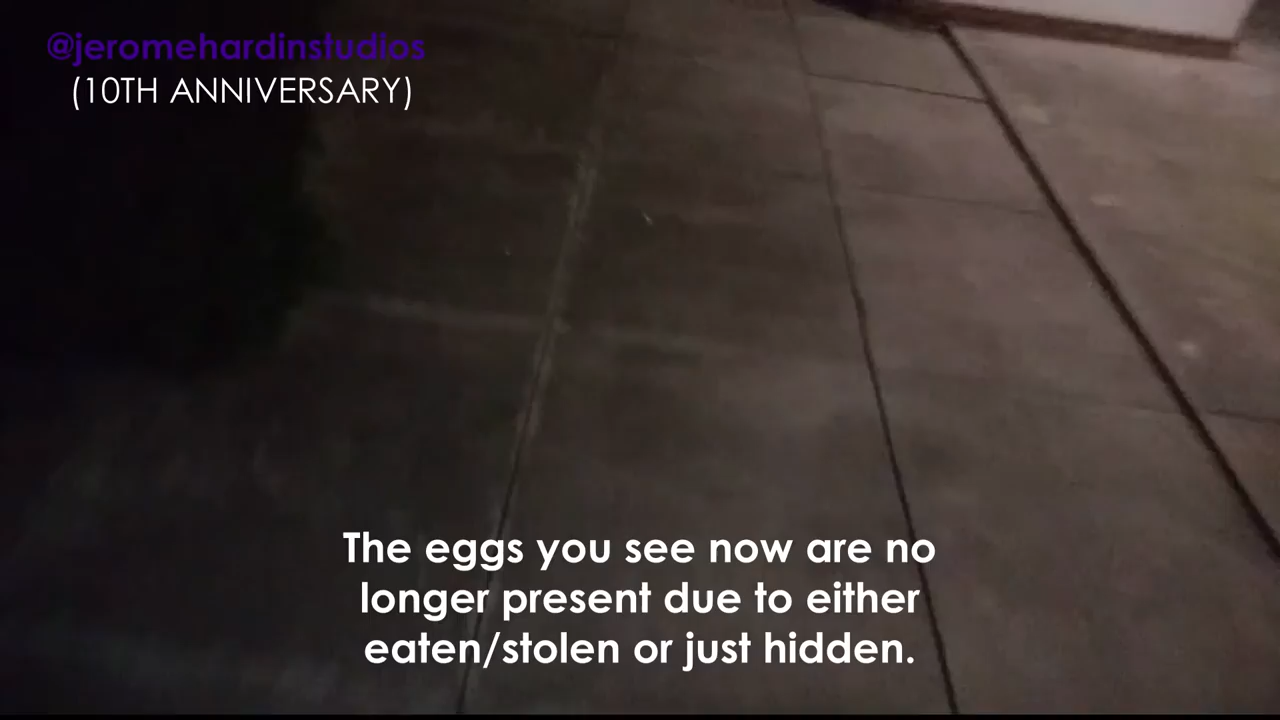 @jeromehardinstudios
(10TH ANNIVERSARY)
The eggs you see now are no
longer present due to either
eaten/stolen or just hidden.